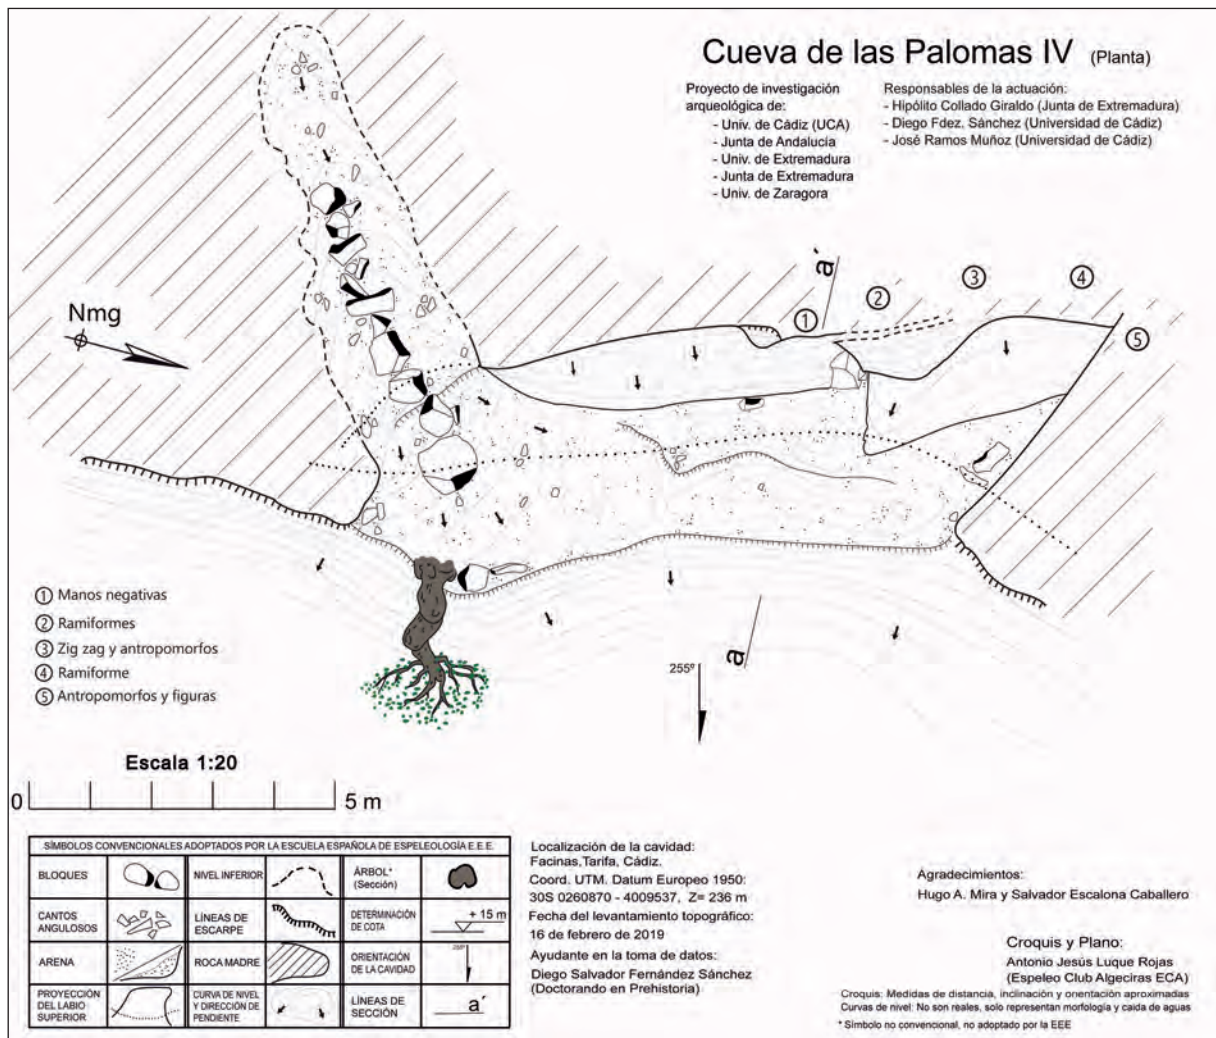 Cueva de las Palomas IV (Planta)
Proyecto de investigación
arqueológica de:
- Univ. de Cádiz (UCA)
- Junta de Andalucía
- Univ. de Extremadura
- Junta de Extremadura
- Univ. de Zaragora
Responsables de la actuación:
- Hipólito Collado Giraldo (Junta de Extremadura)
- Diego Fdez. Sánchez (Universidad de Cádiz)
- José Ramos Muñoz (Universidad de Cádiz)
a´
1
2
3
4
5
Nmg
1 Manos negativas
2 Ramiformes
3 Zig zag y antropomorfos
4 Ramiforme
5 Antropomorfos y figuras
a
255º
Escala 1:20
0 5 m
SÍMBOLOS CONVENCIONALES ADOPTADOS POR LA ESCUELA ESPAÑOLA DE ESPELEOLOGÍA E.E.E.
BLOQUES
NIVEL INFERIOR
ÁRBOL*
(Sección)
CANTOS
ANGULOSOS
LÍNEAS DE
ESCARPE
DETERMINACIÓN
DE COTA
+ 15 m
ARENA
ROCA MADRE
ORIENTACIÓN
DE LA CAVIDAD
PROYECCIÓN
DEL LABIO
SUPERIOR
CURVA DE NIVEL
Y DIRECCIÓN DE
PENDIENTE
LÍNEAS DE
SECCIÓN
a´
Localización de la cavidad:
Facinas,Tarifa, Cádiz.
Coord. UTM. Datum Europeo 1950:
30S 0260870 - 4009537, Z= 236 m
Fecha del levantamiento topográfico:
16 de febrero de 2019
Ayudante en la toma de datos:
Diego Salvador Fernández Sánchez
(Doctorando en Prehistoria)
Agradecimientos:
Hugo A. Mira y Salvador Escalona Caballero
Croquis y Plano:
Antonio Jesús Luque Rojas
(Espeleo Club Algeciras ECA)
Croquis: Medidas de distancia, inclinación y orientación aproximadas
Curvas de nivel: No son reales, solo representan morfología y caida de aguas
* Símbolo no convencional, no adoptado por la EEE